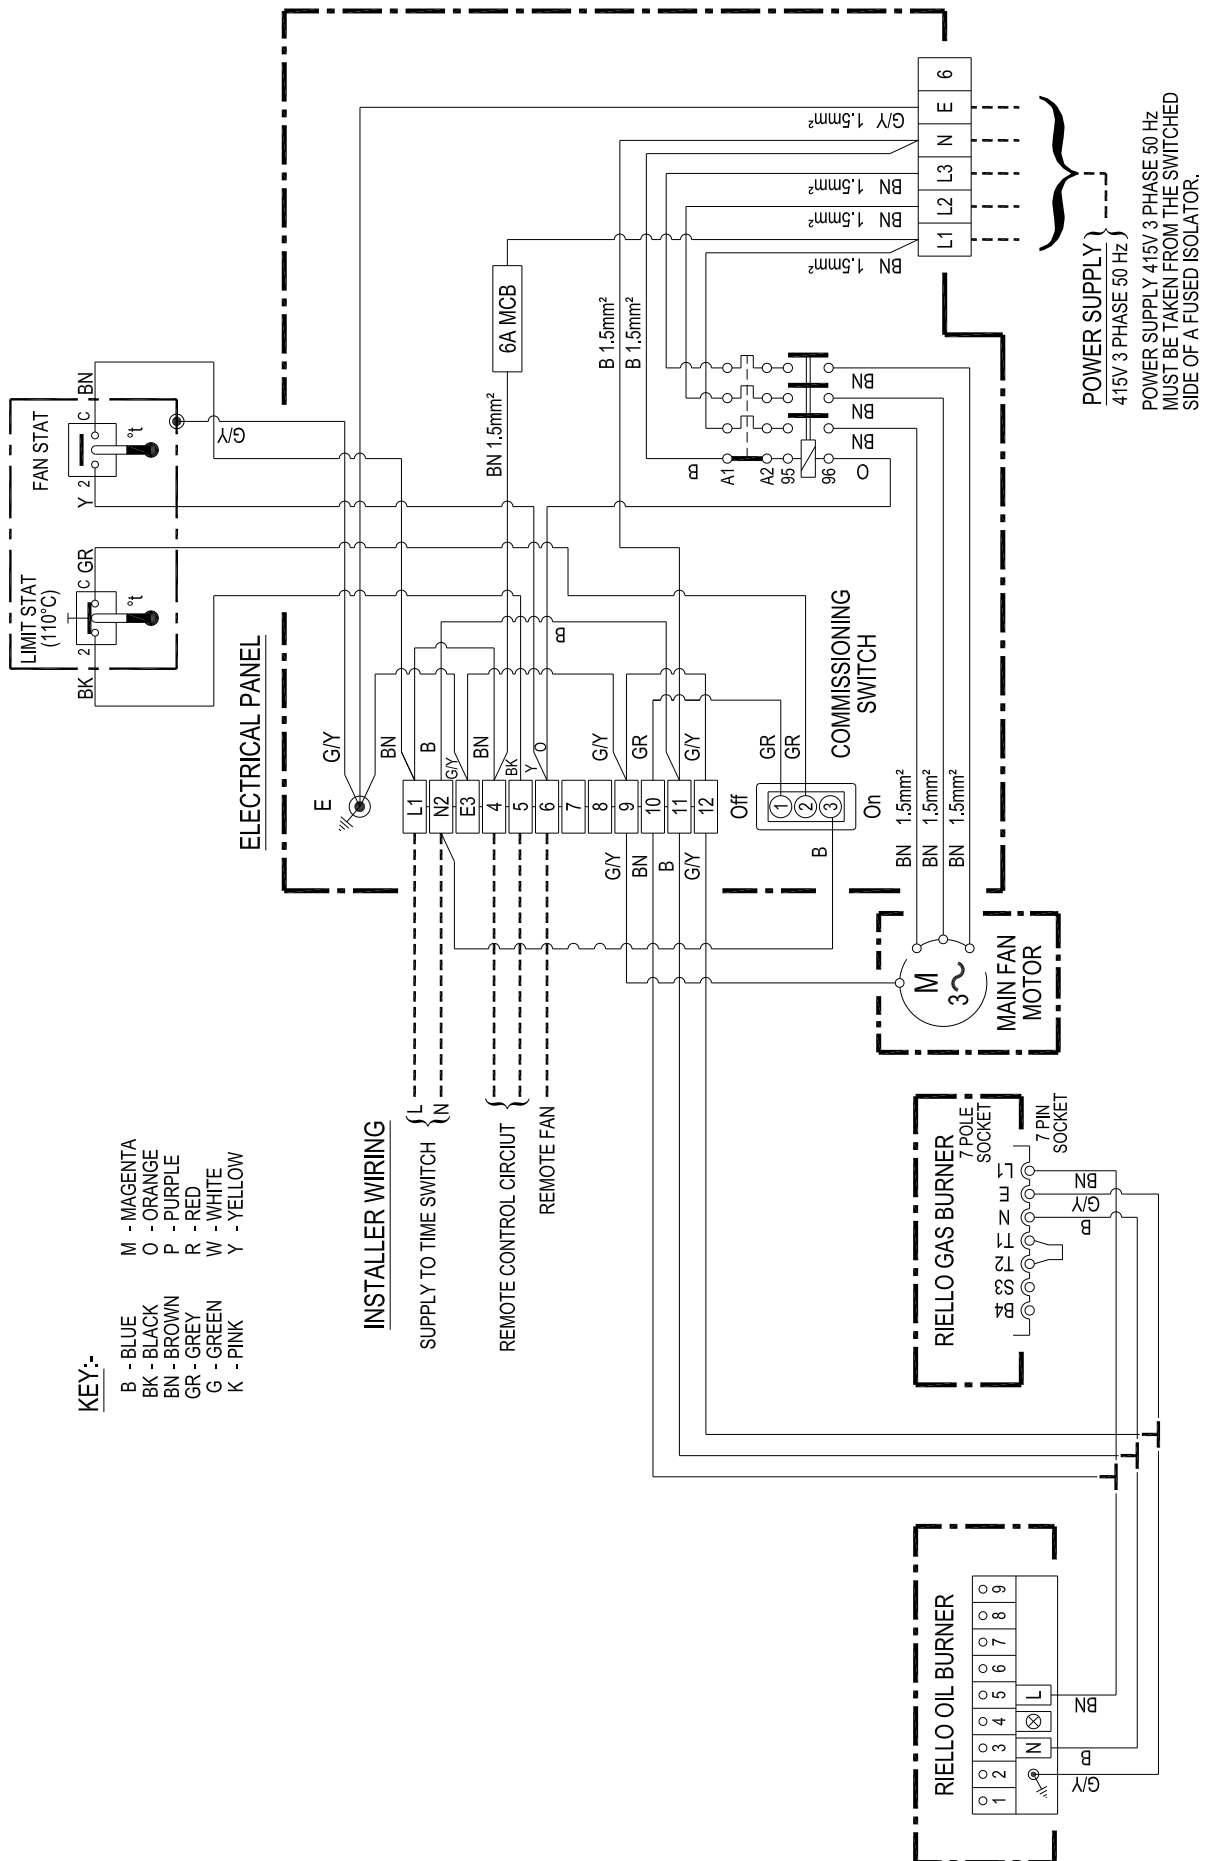 KEY:-
B - BLUE
BK - BLACK
BN - BROWN
GR - GREY
G - GREEN
K - PINK
M - MAGENTA
O - ORANGE
P - PURPLE
R - RED
W - WHITE
Y - YELLOW
LIMIT STAT
(110°C)
BK
2
C
GR
°t
FAN STAT
Y
2
C
BN
°t
G/Y
ELECTRICAL PANEL
E
G/Y
BN
B
G/Y
BN
BK
Y
O
G/Y
GR
G/Y
L1
N2
E3
4
5
6
7
8
9
10
11
12
G/Y
BN
B
G/Y
B
BN 1.5mm²
6A MCB
B 1.5mm²
B 1.5mm²
B
A1
A2
95
96
O
BN
BN
BN
G/Y 1.5mm²
BN 1.5mm²
BN 1.5mm²
BN 1.5mm²
L1
L2
L3
N
E
6
POWER SUPPLY
415V 3 PHASE 50 Hz
POWER SUPPLY 415V 3 PHASE 50 Hz
MUST BE TAKEN FROM THE SWITCHED
SIDE OF A FUSED ISOLATOR.
COMMISSIONING
SWITCH
GR
GR
Off
1
2
3
On
B
BN 1.5mm²
BN 1.5mm²
BN 1.5mm²
M
3~
MAIN FAN
MOTOR
INSTALLER WIRING
SUPPLY TO TIME SWITCH
L
N
REMOTE CONTROL CIRCIUT
REMOTE FAN
RIELLO GAS BURNER
7 POLE
SOCKET
7 PIN
SOCKET
B4
S3
T2
T1
N
E
L1
B
G/Y
BN
RIELLO OIL BURNER
1
2
3
4
5
6
7
8
9
N
L
G/Y
B
BN